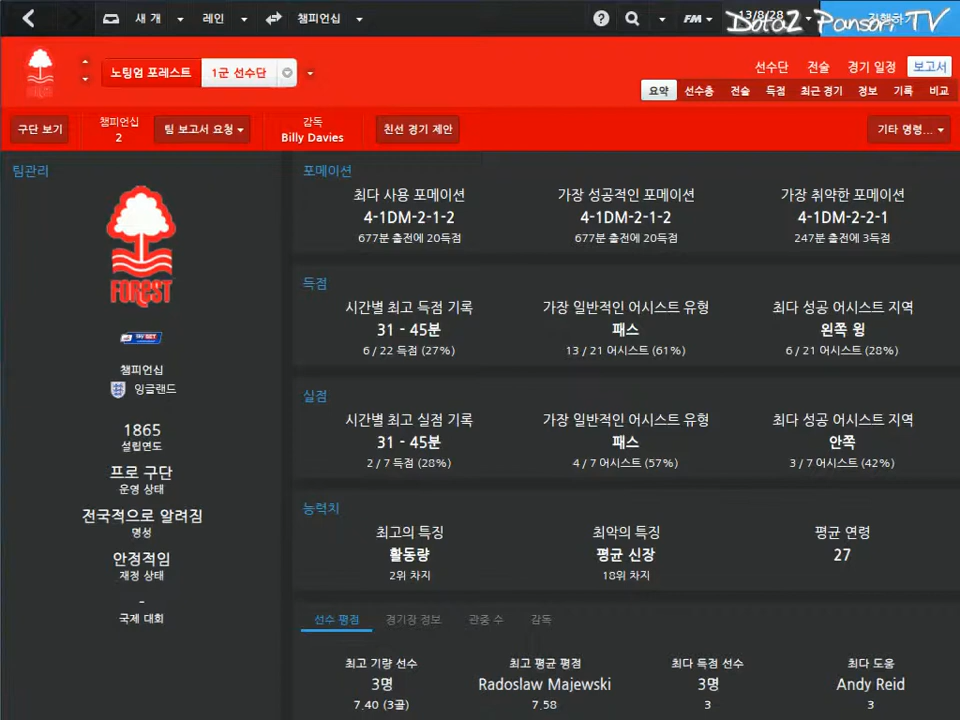 새 개
레인
챔피언십
FM
13/8/28
Dota2 Pansori TV
노팅엄 포레스트
1군 선수단
선수단
전술
경기 일정
보고서
요약
선수층
전술
득점
최근 경기
정보
기록
비교
구단 보기
챔피언십
2
팀 보고서 요청
감독
Billy Davies
친선 경기 제안
기타 명령...
팀관리
FOREST
sky BET
챔피언십
잉글랜드
1865
설립연도
프로 구단
운영 상태
전국적으로 알려짐
명성
안정적임
재정 상태
-
국제 대회
포메이션
최다 사용 포메이션
4-1DM-2-1-2
677분 출전에 20득점
가장 성공적인 포메이션
4-1DM-2-1-2
677분 출전에 20득점
가장 취약한 포메이션
4-1DM-2-2-1
247분 출전에 3득점
득점
시간별 최고 득점 기록
31 - 45분
6 / 22 득점 (27%)
가장 일반적인 어시스트 유형
패스
13 / 21 어시스트 (61%)
최다 성공 어시스트 지역
왼쪽 윙
6 / 21 어시스트 (28%)
실점
시간별 최고 실점 기록
31 - 45분
2 / 7 득점 (28%)
가장 일반적인 어시스트 유형
패스
4 / 7 어시스트 (57%)
최다 성공 어시스트 지역
안쪽
3 / 7 어시스트 (42%)
능력치
최고의 특징
활동량
2위 차지
최악의 특징
평균 신장
18위 차지
평균 연령
27
선수 평점
경기장 정보
관중 수
감독
최고 기량 선수
3명
7.40 (3골)
최고 평균 평점
Radoslaw Majewski
7.58
최다 득점 선수
3명
3
최다 도움
Andy Reid
3